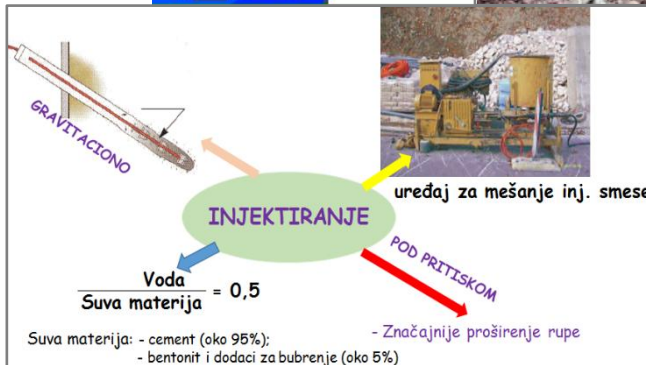 GRAVITACIONO
uređaj za mešanje inj. smese
INJEKTIRANJE
POD PRITISKOM
Voda
Suva materija = 0,5
- Značajnije proširenje rupe
Suva materija: - cement (oko 95%);
- bentonit i dodaci za bubrenje (oko 5%)